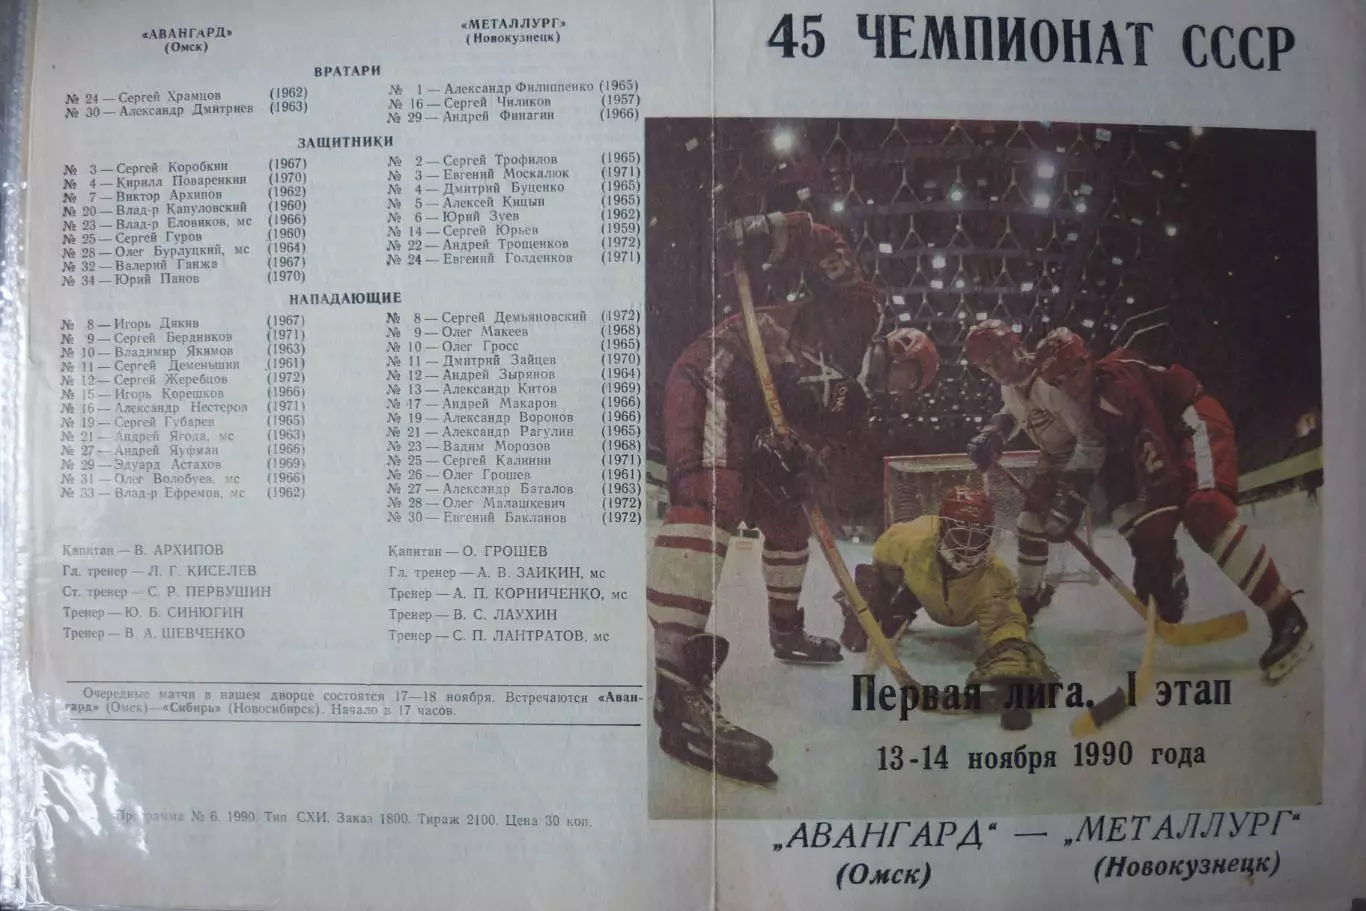 «АВАНГАРД»
(Омск)
«МЕТАЛЛУРГ»
(Новокузнецк)
ВРАТАРИ
№ 24 — Сергей Храмцов (1962)
№ 30 — Александр Дмитриев (1963)
№ 1 — Александр Филиппенко (1965)
№ 16 — Сергей Чиликов (1957)
№ 29 — Андрей Финагин (1966)
ЗАЩИТНИКИ
№ 3 — Сергей Коробкин (1967)
№ 4 — Кирилл Поваренкин (1970)
№ 7 — Виктор Архипов (1962)
№ 20 — Влад-р Капуловский (1960)
№ 23 — Влад-р Еловиков, мс (1966)
№ 25 — Сергей Гуров (1960)
№ 28 — Олег Бурлуцкий, мс (1964)
№ 32 — Валерий Ганжа (1967)
№ 34 — Юрий Панов (1970)
№ 2 — Сергей Трофилов (1965)
№ 3 — Евгений Москалюк (1971)
№ 4 — Дмитрий Буценко (1965)
№ 5 — Алексей Кицын (1965)
№ 6 — Юрий Зуев (1962)
№ 14 — Сергей Юрьев (1959)
№ 22 — Андрей Трощенков (1972)
№ 24 — Евгений Голденков (1971)
НАПАДАЮЩИЕ
№ 8 — Игорь Дякив (1967)
№ 9 — Сергей Бердников (1971)
№ 10 — Владимир Якимов (1963)
№ 11 — Сергей Деменьшин (1961)
№ 12 — Сергей Жеребцов (1972)
№ 15 — Игорь Корешков (1966)
№ 16 — Александр Нестеров (1971)
№ 19 — Сергей Губарев (1965)
№ 21 — Андрей Ягода, мс (1963)
№ 27 — Андрей Яуфман (1966)
№ 29 — Эдуард Астахов (1969)
№ 31 — Олег Волобуев, мс (1966)
№ 33 — Влад-р Ефремов, мс (1962)
№ 8 — Сергей Демьяновский (1972)
№ 9 — Олег Макеев (1968)
№ 10 — Олег Гросс (1965)
№ 11 — Дмитрий Зайцев (1970)
№ 12 — Андрей Зырянов (1964)
№ 13 — Александр Китов (1969)
№ 17 — Андрей Макаров (1966)
№ 19 — Александр Воронов (1966)
№ 21 — Александр Рагулин (1965)
№ 23 — Вадим Морозов (1968)
№ 25 — Сергей Калинин (1971)
№ 26 — Олег Грошев (1961)
№ 27 — Александр Баталов (1963)
№ 28 — Олег Малашкевич (1972)
№ 30 — Евгений Бакланов (1972)
Капитан — В. АРХИПОВ
Гл. тренер — Л. Г. КИСЕЛЕВ
Ст. тренер — С. Р. ПЕРВУШИН
Тренер — Ю. Б. СИНЮГИН
Тренер — В. А. ШЕВЧЕНКО
Капитан — О. ГРОШЕВ
Гл. тренер — А. В. ЗАИКИН, мс
Тренер — А. П. КОРНИЧЕНКО, мс
Тренер — В. С. ЛАУХИН
Тренер — С. П. ЛАНТРАТОВ, мс
Очередные матчи в нашем дворце состоятся 17—18 ноября. Встречаются «Аван-
гард» (Омск)—«Сибирь» (Новосибирск). Начало в 17 часов.
Программа № 6. 1990. Тип СХИ. Заказ 1800. Тираж 2100. Цена 30 коп.
45 ЧЕМПИОНАТ СССР
2
Первая лига. I этап
13-14 ноября 1990 года
„АВАНГАРД“ — „МЕТАЛЛУРГ“
(Омск) (Новокузнецк)